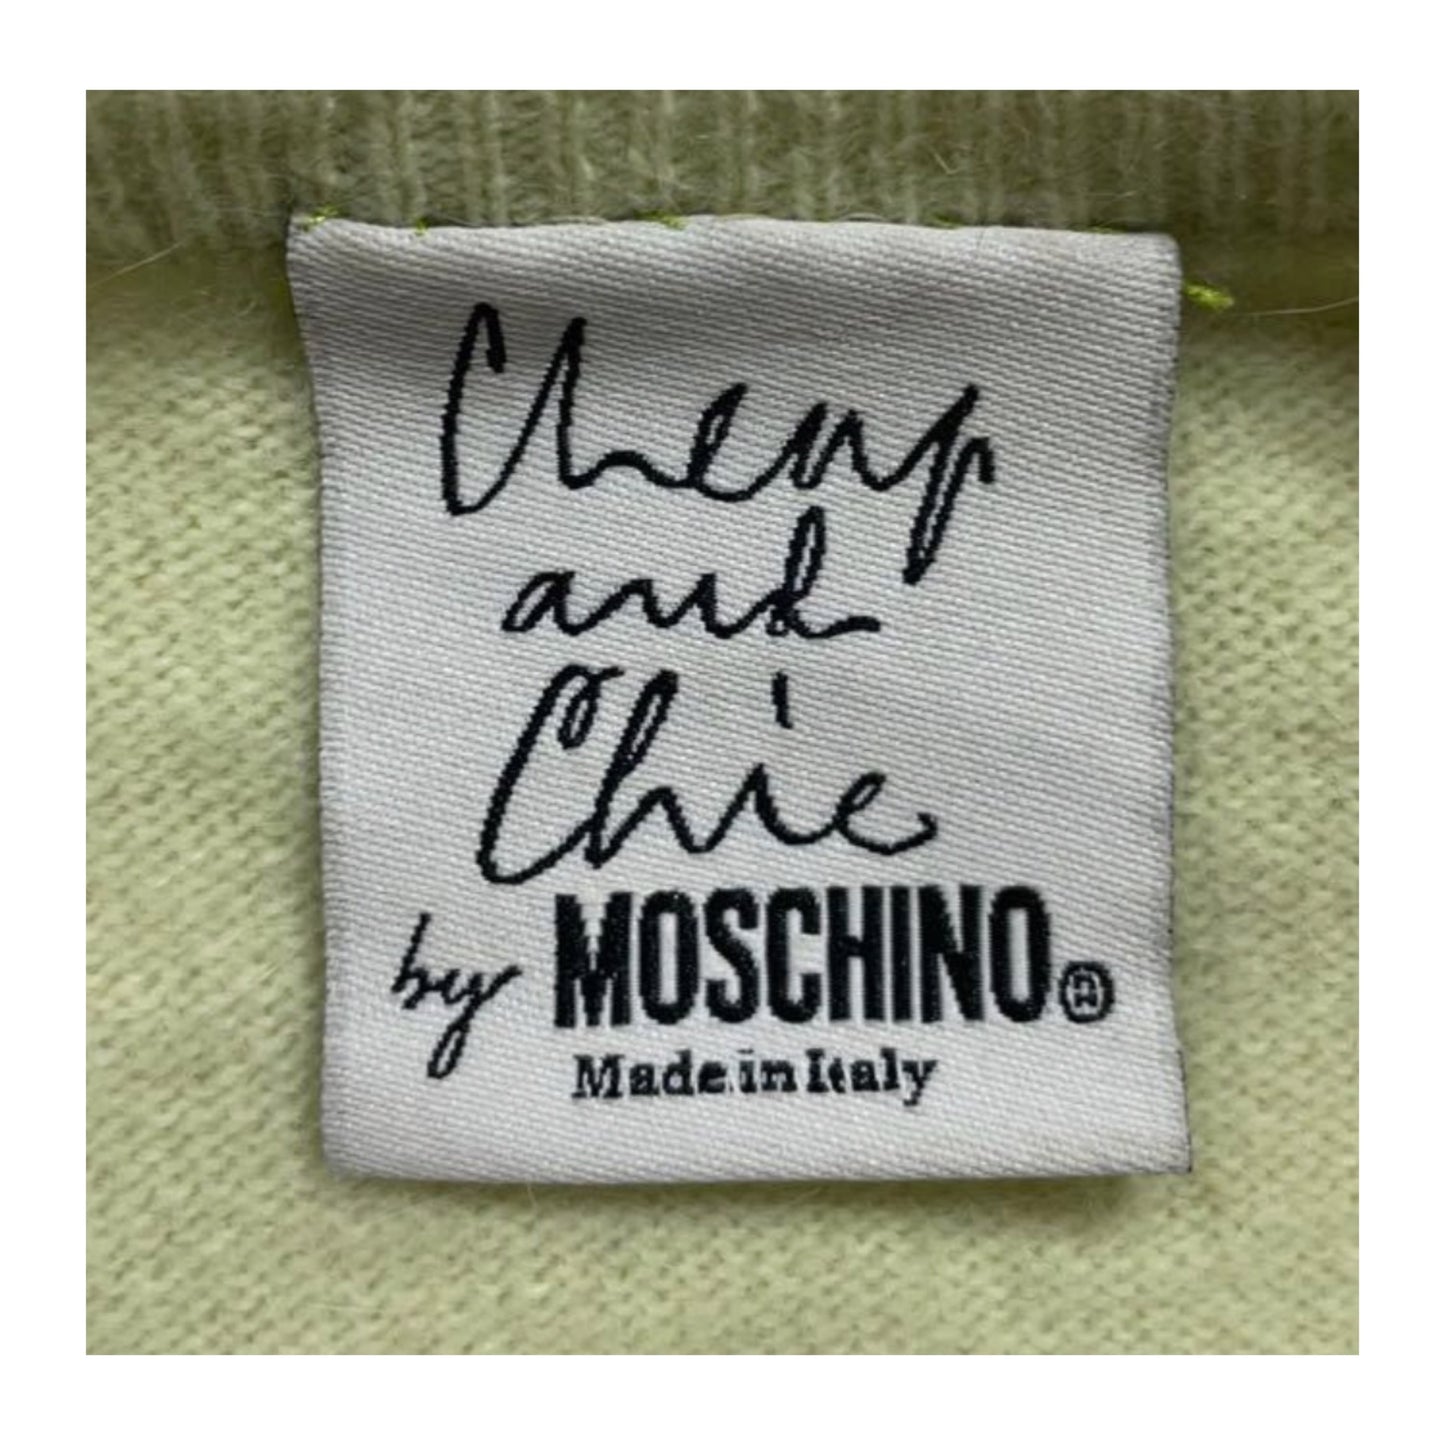 Cheap
and
Chic
by MOSCHINO®
Made in Italy